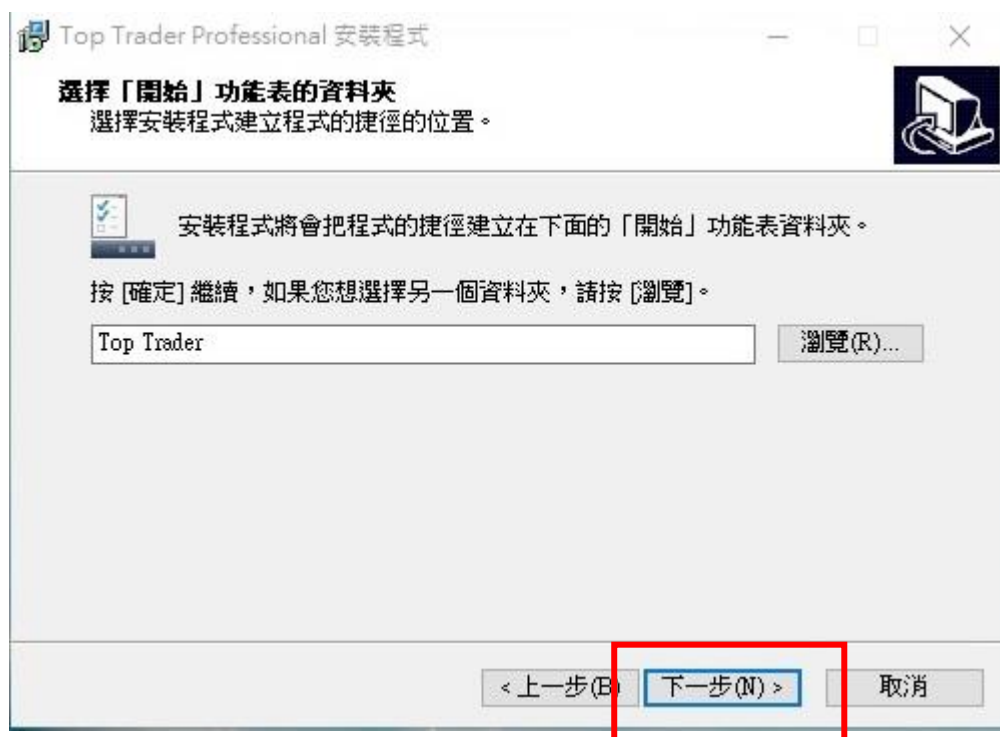 Top Trader Professional 安裝程式
選擇「開始」功能表的資料夾
選擇安裝程式建立程式的捷徑的位置。
安裝程式將會把程式的捷徑建立在下面的「開始」功能表資料夾。
按 [確定] 繼續，如果您想選擇另一個資料夾，請按 [瀏覽]。
Top Trader
瀏覽(R)...
<上一步(B) 下一步(N) > 取消